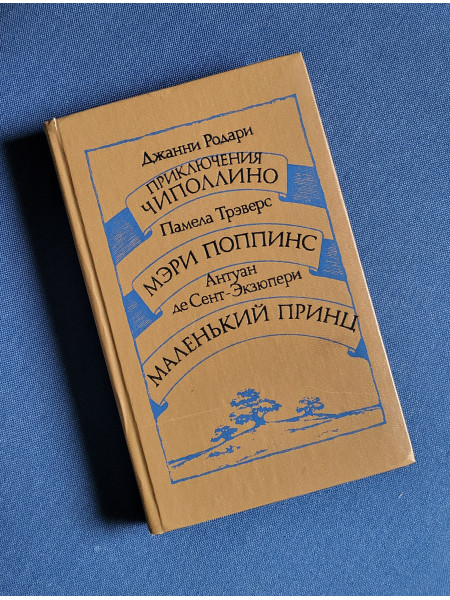 Джанни Родари
ПРИКЛЮЧЕНИЯ
ЧИПОЛЛИНО
Памела Трэверс
МЭРИ ПОППИНС
Антуан
де Сент-Экзюпери
МАЛЕНЬКИЙ ПРИНЦ